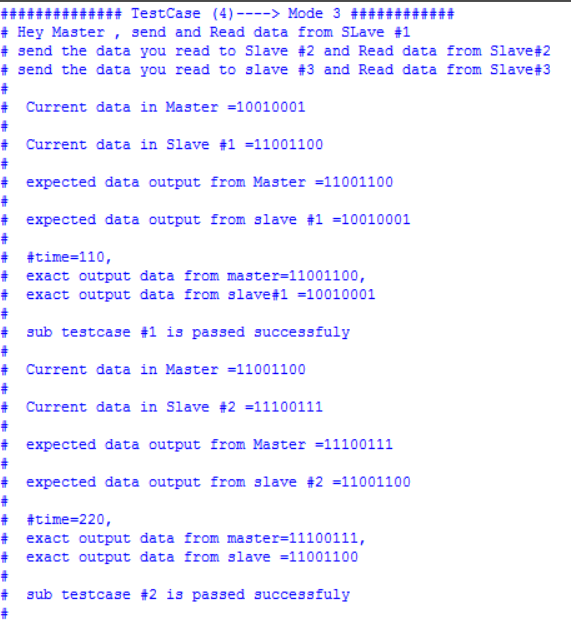 ############## TestCase (4)----> Mode 3 ############
# Hey Master , send and Read data from SLave #1
# send the data you read to Slave #2 and Read data from Slave#2
# send the data you read to slave #3 and Read data from Slave#3
#
#  Current data in Master =10010001
#
#  Current data in Slave #1 =11001100
#
#  expected data output from Master =11001100
#
#  expected data output from slave #1 =10010001
#
#  #time=110,
#  exact output data from master=11001100,
#  exact output data from slave#1 =10010001
#
#  sub testcase #1 is passed successfuly
#
#  Current data in Master =11001100
#
#  Current data in Slave #2 =11100111
#
#  expected data output from Master =11100111
#
#  expected data output from slave #2 =11001100
#
#  #time=220,
#  exact output data from master=11100111,
#  exact output data from slave =11001100
#
#  sub testcase #2 is passed successfuly
#